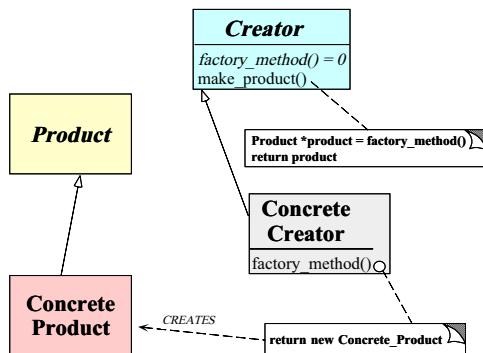 Creator
factory_method() = 0
make_product()
Product
Product *product = factory_method()
return product
Concrete
Creator
factory_method()
Concrete
Product
CREATES
return new Concrete_Product